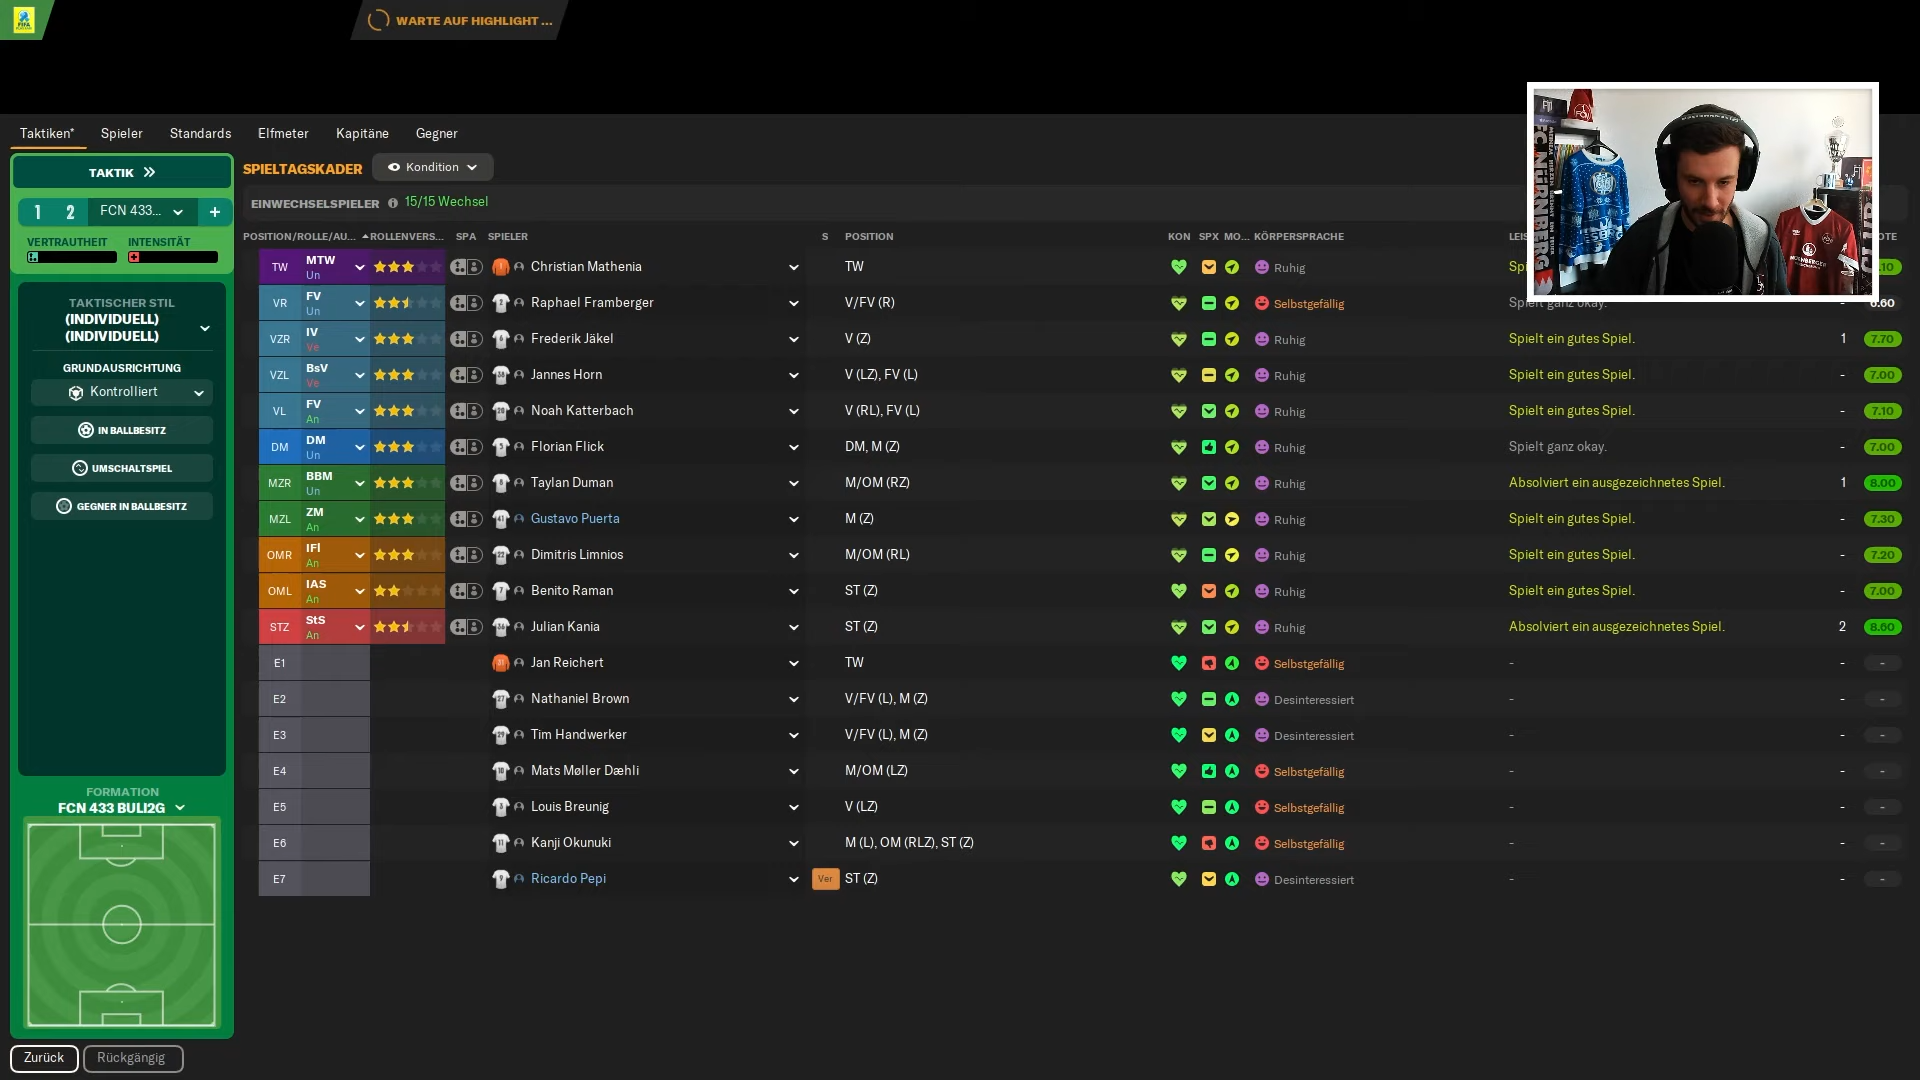 WARTE AUF HIGHLIGHT ...
Taktiken* Spieler Standards Elfmeter Kapitäne Gegner
TAKTIK
1 2 FCN 433... +
VERTRAUTHEIT INTENSITÄT
TAKTISCHER STIL
(INDIVIDUELL)
(INDIVIDUELL)
GRUNDAUSRICHTUNG
Kontrolliert
IN BALLBESITZ
UMSCHALTSPIEL
GEGNER IN BALLBESITZ
FORMATION
FCN 433 BULI2G
Zurück Rückgängig
SPIELTAGSKADER Kondition
EINWECHSELSPIELER 15/15 Wechsel
POSITION/ROLLE/AU... ROLLENVERS... SPA SPIELER S POSITION KON SPX MO... KÖRPERSPRACHE
TW MTW Un Christian Mathenia TW Ruhig
VR FV Un Raphael Framberger V/FV (R) Selbstgefällig Spielt ganz okay. - 6.60
VZR IV Ve Frederik Jäkel V (Z) Ruhig Spielt ein gutes Spiel. 1 7.70
VZL BsV Ve Jannes Horn V (LZ), FV (L) Ruhig Spielt ein gutes Spiel. - 7.00
VL FV An Noah Katterbach V (RL), FV (L) Ruhig Spielt ein gutes Spiel. - 7.10
DM DM Un Florian Flick DM, M (Z) Ruhig Spielt ganz okay. - 7.00
MZR BBM Un Taylan Duman M/OM (RZ) Ruhig Absolviert ein ausgezeichnetes Spiel. 1 8.00
MZL ZM An Gustavo Puerta M (Z) Ruhig Spielt ein gutes Spiel. - 7.30
OMR IFl An Dimitris Limnios M/OM (RL) Ruhig Spielt ein gutes Spiel. - 7.20
OML IAS An Benito Raman ST (Z) Ruhig Spielt ein gutes Spiel. - 7.00
STZ StS An Julian Kania ST (Z) Ruhig Absolviert ein ausgezeichnetes Spiel. 2 8.60
E1 Jan Reichert TW Selbstgefällig - - -
E2 Nathaniel Brown V/FV (L), M (Z) Desinteressiert - - -
E3 Tim Handwerker V/FV (L), M (Z) Desinteressiert - - -
E4 Mats Møller Dæhli M/OM (LZ) Selbstgefällig - - -
E5 Louis Breunig V (LZ) Selbstgefällig - - -
E6 Kanji Okunuki M (L), OM (RLZ), ST (Z) Selbstgefällig - - -
E7 Ricardo Pepi Ver ST (Z) Desinteressiert - - -